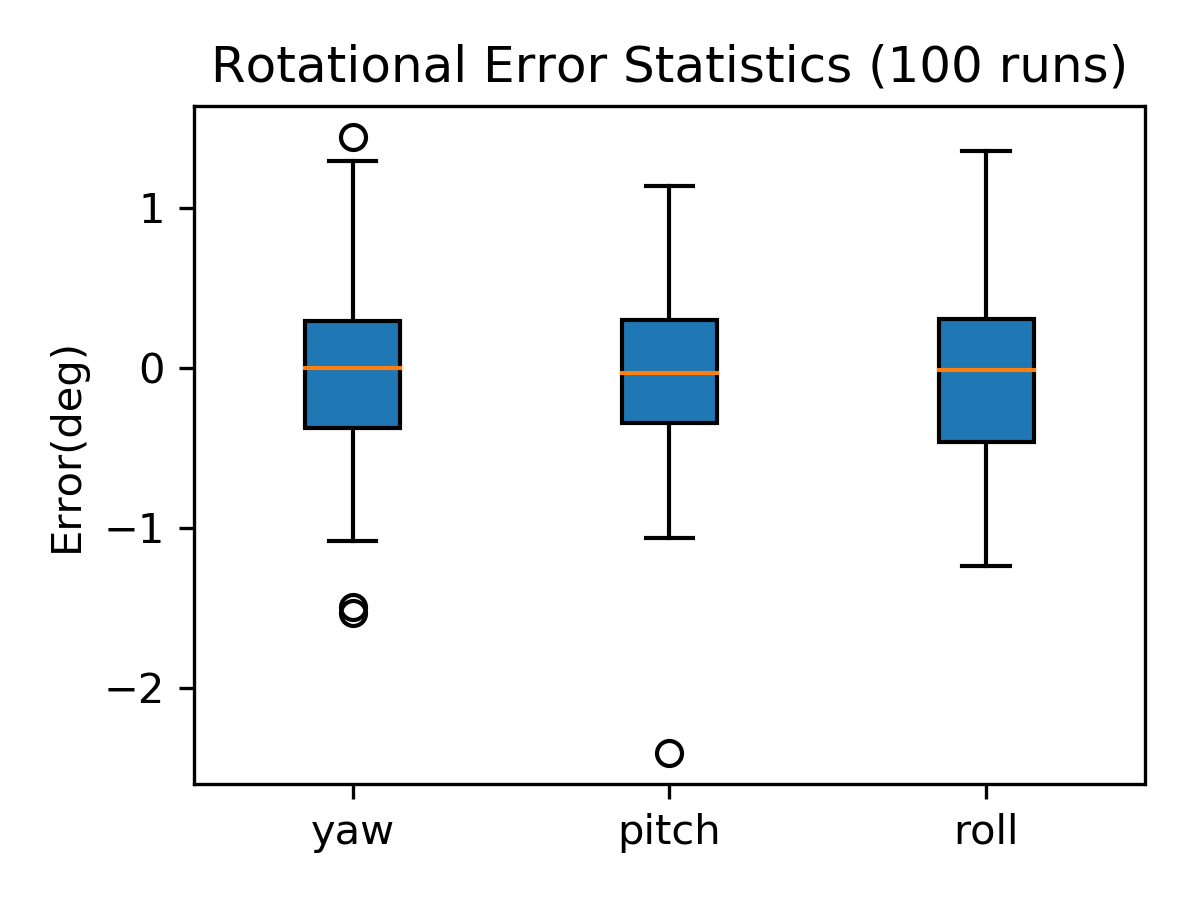 Rotational Error Statistics (100 runs)
Error(deg)
1
0
−1
−2
yaw
pitch
roll